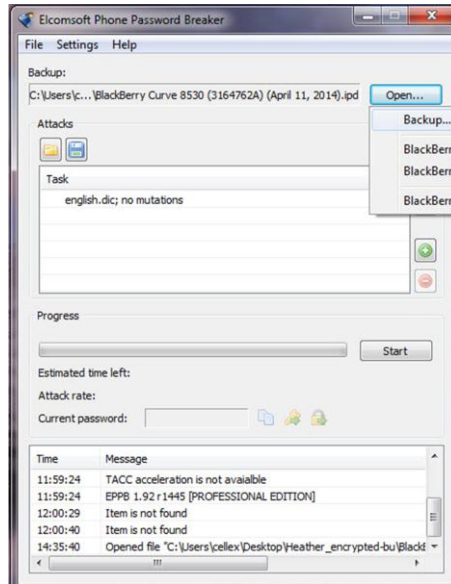 Elcomsoft Phone Password Breaker
File Settings Help
Backup:
C:\Users\c...\BlackBerry Curve 8530 (3164762A) (April 11, 2014).ipd
Open...
Backup...
Attacks
BlackBerr
BlackBerr
Task
BlackBerr
english.dic; no mutations
Progress
Start
Estimated time left:
Attack rate:
Current password:
Time Message
11:59:24 TACC acceleration is not avaialble
11:59:24 EPPB 1.92 r1445 [PROFESSIONAL EDITION]
12:00:29 Item is not found
12:00:40 Item is not found
14:35:40 Opened file "C:\Users\cellex\Desktop\Heather_encrypted-bu\BlackB